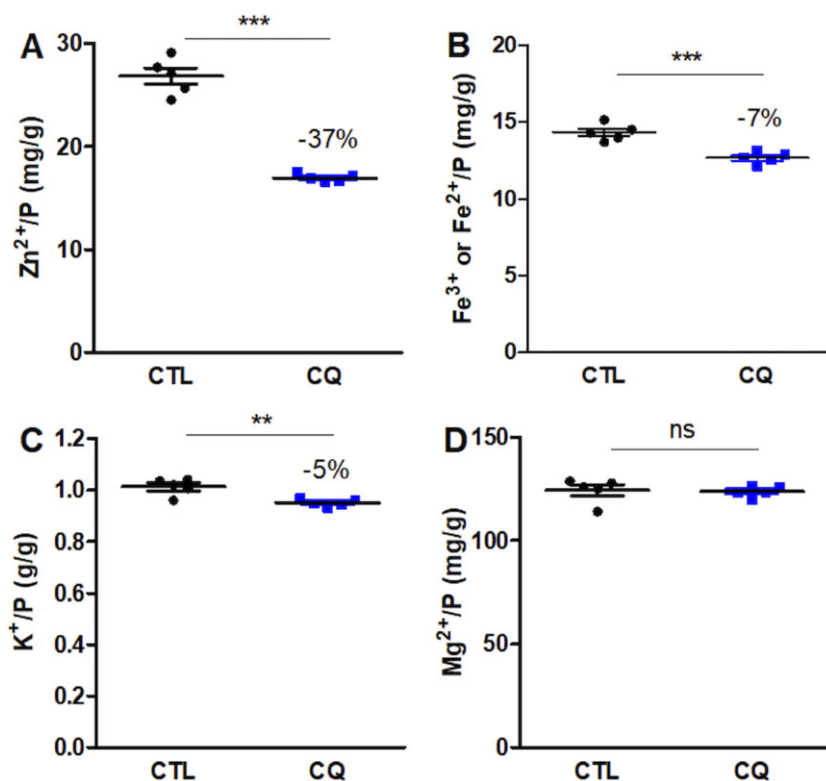 A
***
30
20
10
0
Zn²⁺/P (mg/g)
-37%
CTL CQ
B
***
20
15
10
5
0
Fe³⁺ or Fe²⁺/P (mg/g)
-7%
CTL CQ
C
**
1.2
1.0
0.8
0.6
0.4
0.2
0.0
K⁺/P (g/g)
-5%
CTL CQ
D
ns
150
100
50
0
Mg²⁺/P (mg/g)
CTL CQ